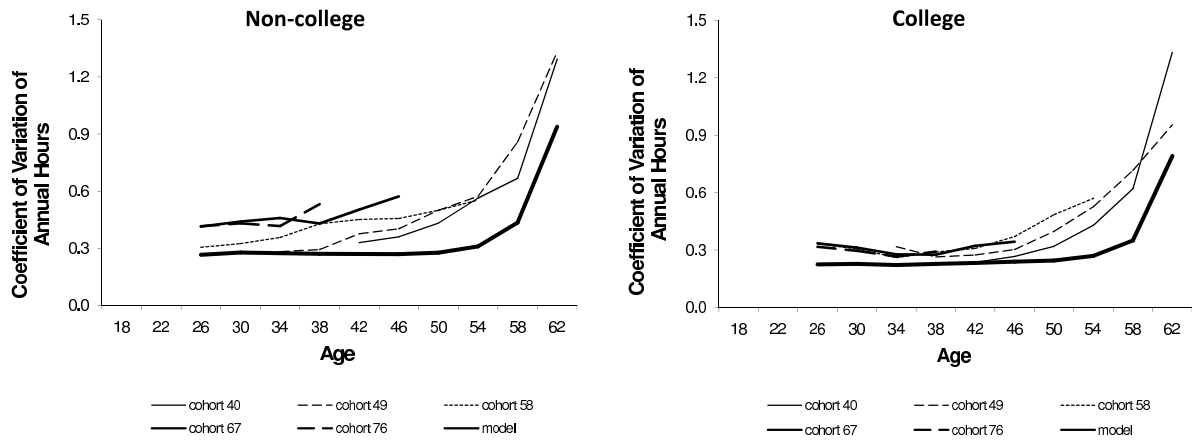 Non-college
Coefficient of Variation of
Annual Hours
1.5
1.2
0.9
0.6
0.3
0.0
18 22 26 30 34 38 42 46 50 54 58 62
Age
cohort 40 cohort 49 cohort 58
cohort 67 cohort 76 model
College
Coefficient of Variation of
Annual Hours
1.5
1.2
0.9
0.6
0.3
0.0
18 22 26 30 34 38 42 46 50 54 58 62
Age
cohort 40 cohort 49 cohort 58
cohort 67 cohort 76 model